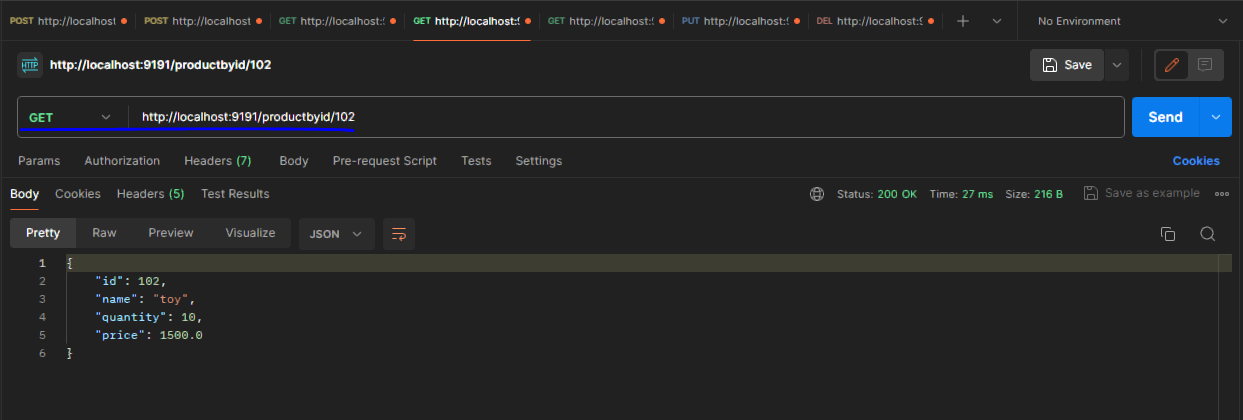 POST http://localhost POST http://localhost GET http://localhost: GET http://localhost:9 GET http://localhost:9 PUT http://localhost:9 DEL http://localhost:9 No Environment
HTTP http://localhost:9191/productbyid/102 Save
GET http://localhost:9191/productbyid/102 Send
Params Authorization Headers (7) Body Pre-request Script Tests Settings Cookies
Body Cookies Headers (5) Test Results Status: 200 OK Time: 27 ms Size: 216 B Save as example
Pretty Raw Preview Visualize JSON
1 {
2 "id": 102,
3 "name": "toy",
4 "quantity": 10,
5 "price": 1500.0
6 }